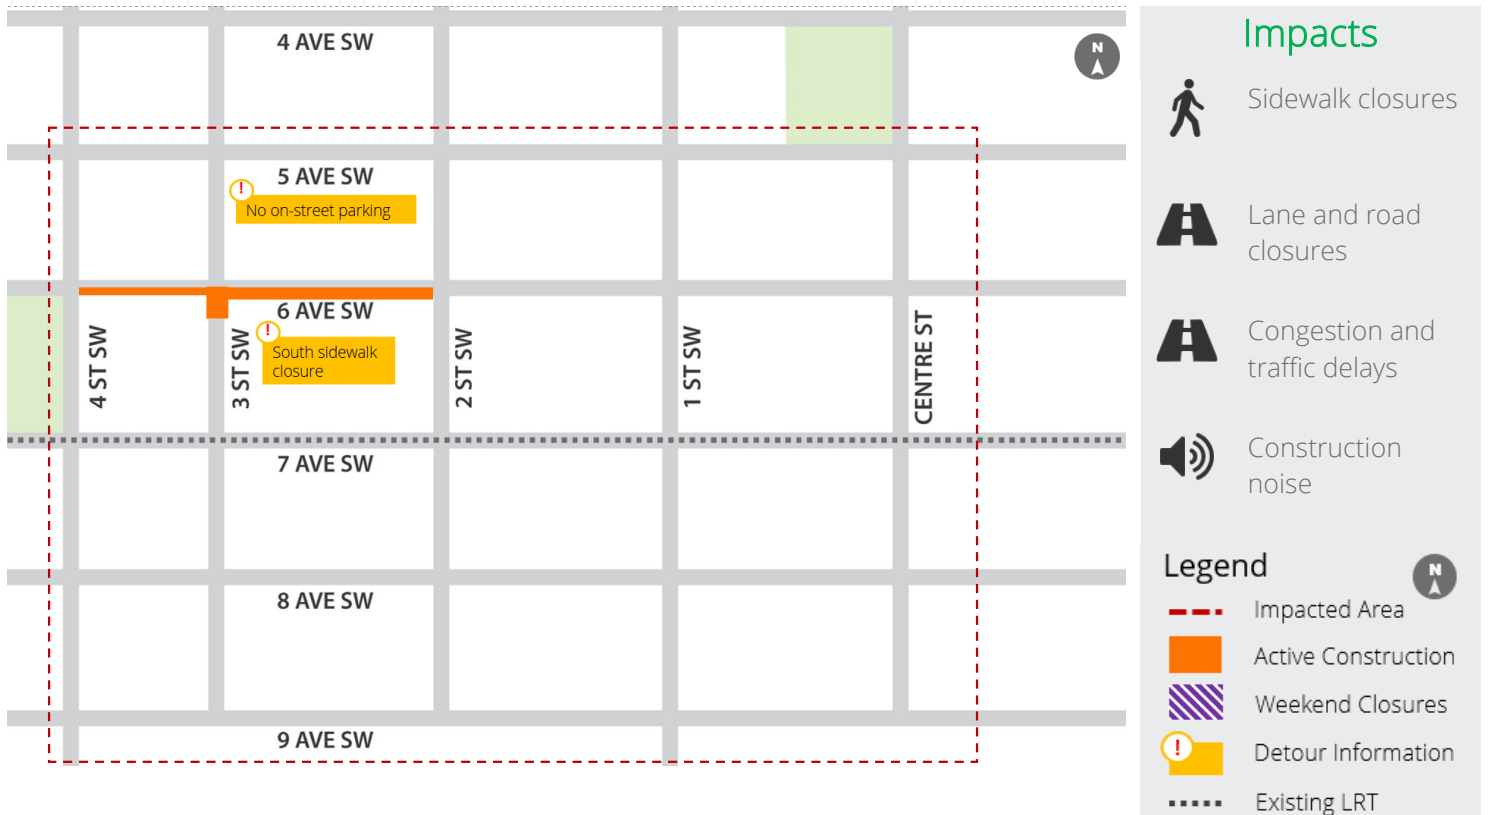 4 AVE SW
N
5 AVE SW
!
No on-street parking
6 AVE SW
!
South sidewalk
closure
4 ST SW
3 ST SW
2 ST SW
1 ST SW
CENTRE ST
7 AVE SW
8 AVE SW
9 AVE SW
Impacts
Sidewalk closures
Lane and road
closures
Congestion and
traffic delays
Construction
noise
Legend
N
Impacted Area
Active Construction
Weekend Closures
!
Detour Information
Existing LRT